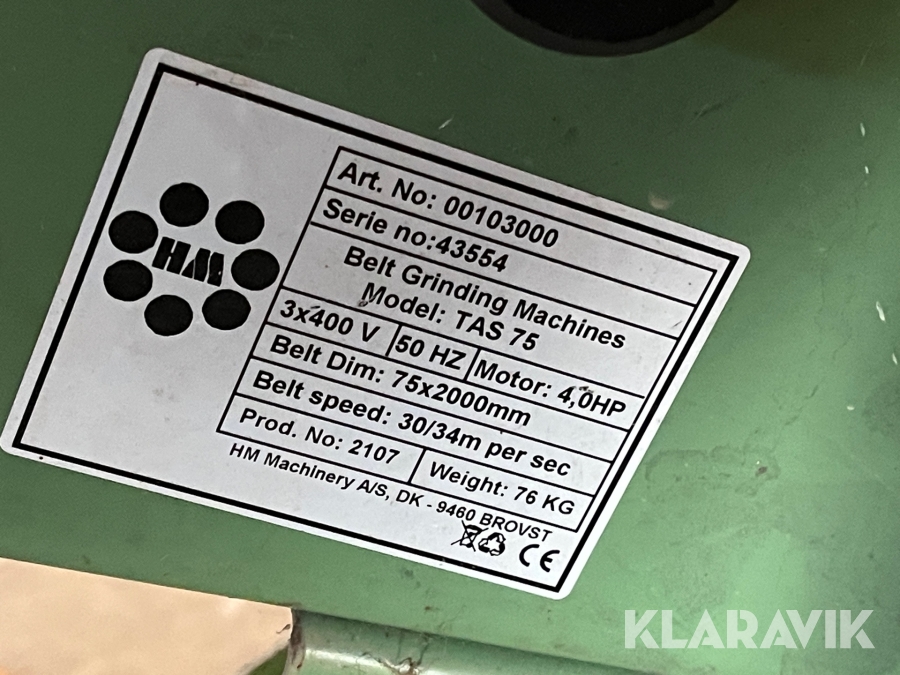 HM
Art. No: 00103000
Serie no:43554
Belt Grinding Machines
Model: TAS 75
3x400 V 50 HZ Motor: 4,0HP
Belt Dim: 75x2000mm
Belt speed: 30/34m per sec
Prod. No: 2107 Weight: 76 KG
HM Machinery A/S, DK - 9460 BROVST
CE
KLARAVIK